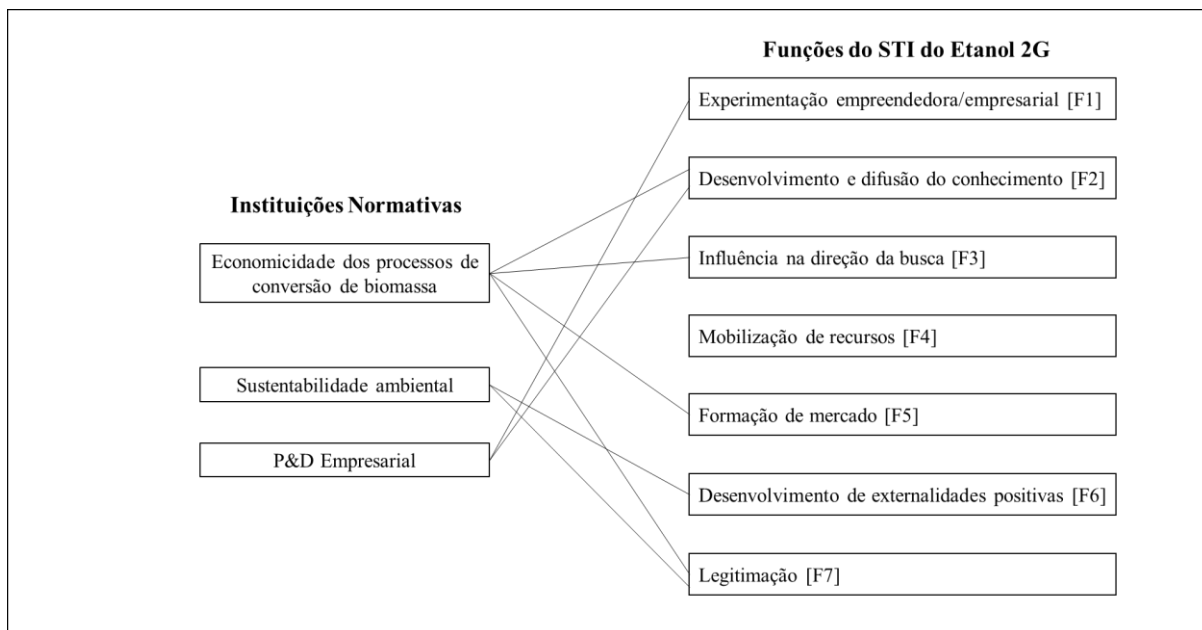 Instituições Normativas
Economicidade dos processos de
conversão de biomassa
Sustentabilidade ambiental
P&D Empresarial
Funções do STI do Etanol 2G
Experimentação empreendedora/empresarial [F1]
Desenvolvimento e difusão do conhecimento [F2]
Influência na direção da busca [F3]
Mobilização de recursos [F4]
Formação de mercado [F5]
Desenvolvimento de externalidades positivas [F6]
Legitimação [F7]